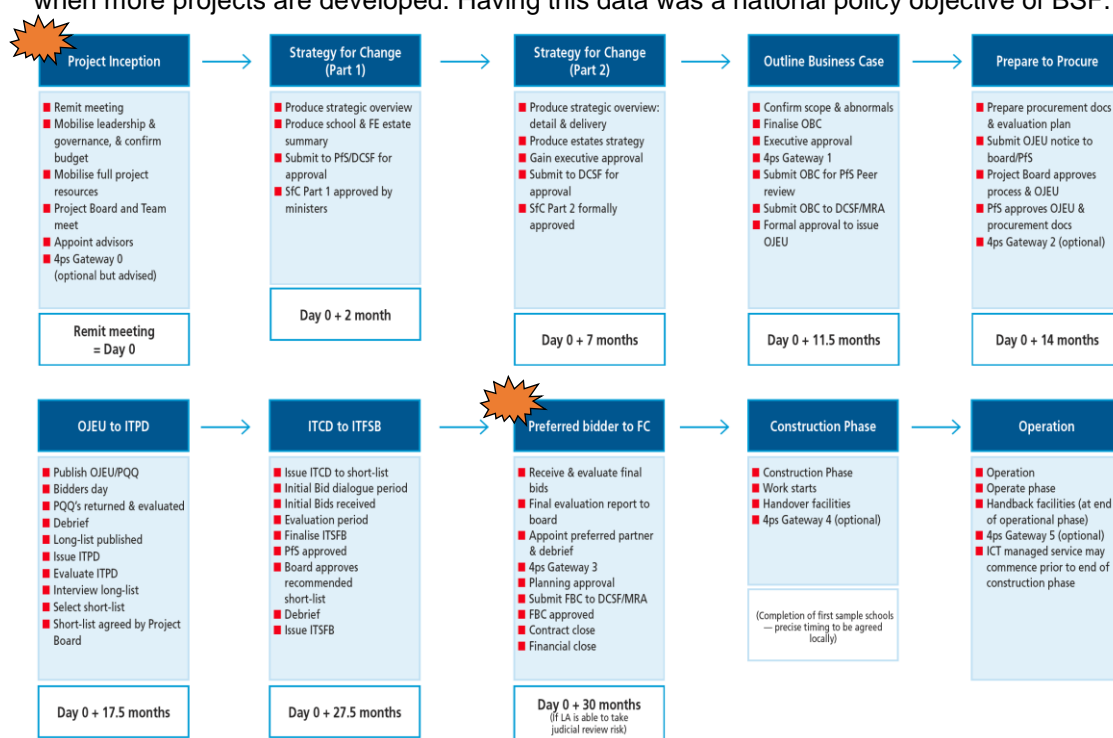 when more projects are developed. Having this data was a national policy objective of BSF.
Project Inception
Remit meeting
Mobilise leadership &
governance, & confirm
budget
Mobilise full project
resources
Project Board and Team
meet
Appoint advisors
4ps Gateway 0
(optional but advised)
Remit meeting
= Day 0
Strategy for Change
(Part 1)
Produce strategic overview
Produce school & FE estate
summary
Submit to PfS/DCSF for
approval
SfC Part 1 approved by
ministers
Day 0 + 2 month
Strategy for Change
(Part 2)
Produce strategic overview:
detail & delivery
Produce estates strategy
Gain executive approval
Submit to DCSF for
approval
SfC Part 2 formally
approved
Day 0 + 7 months
Outline Business Case
Confirm scope & abnormals
Finalise OBC
Executive approval
4ps Gateway 1
Submit OBC for PfS Peer
review
Submit OBC to DCSF/MRA
Formal approval to issue
OJEU
Day 0 + 11.5 months
Prepare to Procure
Prepare procurement docs
& evaluation plan
Submit OJEU notice to
board/PfS
Project Board approves
process & OJEU
PfS approves OJEU &
procurement docs
4ps Gateway 2 (optional)
Day 0 + 14 months
OJEU to ITPD
Publish OJEU/PQQ
Bidders day
PQQ's returned & evaluated
Debrief
Long-list published
Issue ITPD
Evaluate ITPD
Interview long-list
Select short-list
Short-list agreed by Project
Board
Day 0 + 17.5 months
ITCD to ITFSB
Issue ITCD to short-list
Initial Bid dialogue period
Initial Bids received
Evaluation period
Finalise ITSFB
PfS approved
Board approves
recommended
short-list
Debrief
Issue ITSFB
Day 0 + 27.5 months
Preferred bidder to FC
Receive & evaluate final
bids
Final evaluation report to
board
Appoint preferred partner
& debrief
4ps Gateway 3
Planning approval
Submit FBC to DCSF/MRA
FBC approved
Contract close
Financial close
Day 0 + 30 months
(If LA is able to take
judicial review risk)
Construction Phase
Construction Phase
Work starts
Handover facilities
4ps Gateway 4 (optional)
(Completion of first sample schools
— precise timing to be agreed
locally)
Operation
Operation
Operate phase
Handback facilities (at end
of operational phase)
4ps Gateway 5 (optional)
ICT managed service may
commence prior to end of
construction phase